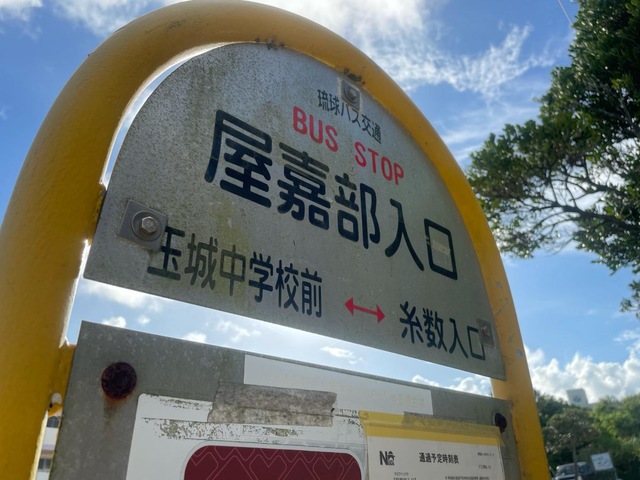 琉球バス交通
BUS STOP
屋嘉部入口
玉城中学校前 ↔ 糸数入口
通過予定時刻表